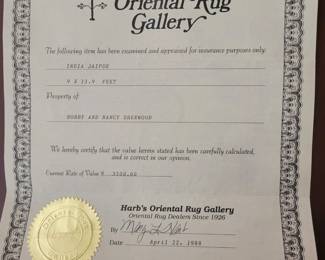 Oriental Rug
Gallery
The following item has been examined and appraised for insurance purposes only:
INDIA JAIPUR
9 X 11.9 FEET
Property of
BOBBY AND NANCY SHERWOOD
We hereby certify that the value herein stated has been carefully calculated,
and is correct in our opinion.
Current Rate of Value $ 3200.00
Harb's Oriental Rug Gallery
Oriental Rug Dealers Since 1926
By
Date April 22, 1988